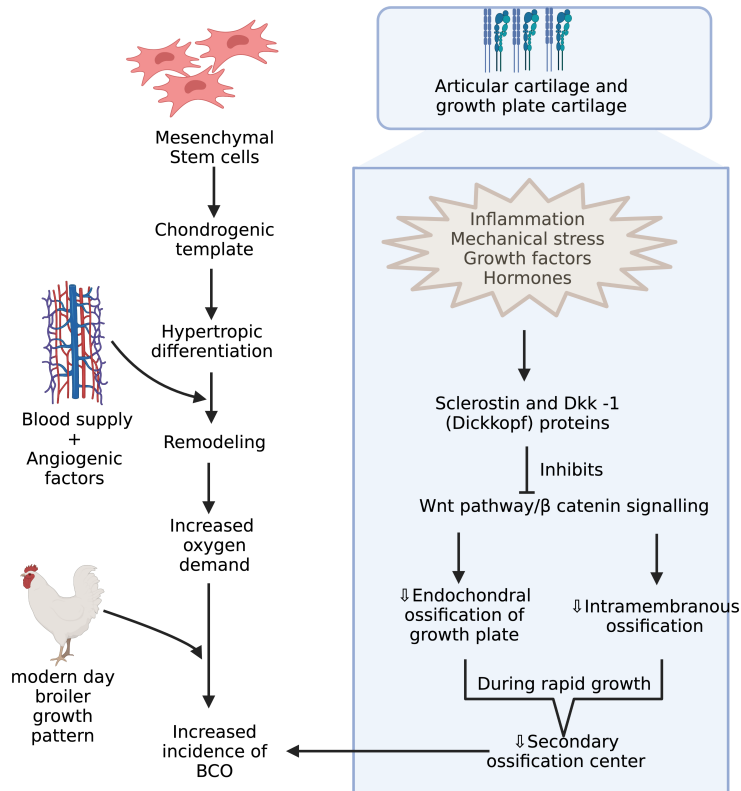 Mesenchymal
Stem cells
Chondrogenic
template
Hypertropic
differentiation
Blood supply
+
Angiogenic
factors
Remodeling
Increased
oxygen
demand
modern day
broiler
growth
pattern
Increased
incidence of
BCO
Articular cartilage and
growth plate cartilage
Inflammation
Mechanical stress
Growth factors
Hormones
Sclerostin and Dkk -1
(Dickkopf) proteins
Inhibits
Wnt pathway/β catenin signalling
⇩Endochondral
ossification of
growth plate
⇩Intramembranous
ossification
During rapid growth
⇩Secondary
ossification center